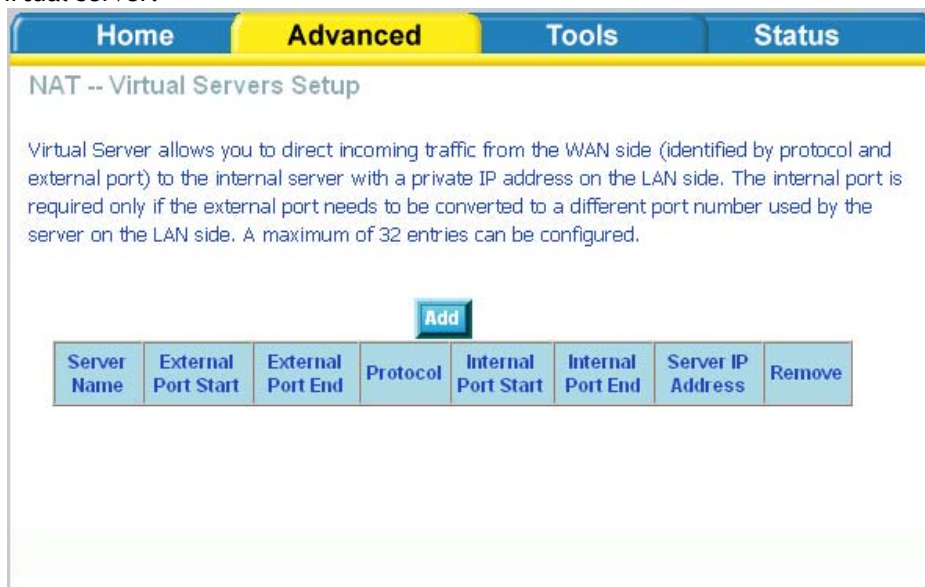 Home Advanced Tools Status
NAT -- Virtual Servers Setup
Virtual Server allows you to direct incoming traffic from the WAN side (identified by protocol and
external port) to the internal server with a private IP address on the LAN side. The internal port is
required only if the external port needs to be converted to a different port number used by the
server on the LAN side. A maximum of 32 entries can be configured.
Add
Server Name External Port Start External Port End Protocol Internal Port Start Internal Port End Server IP Address Remove